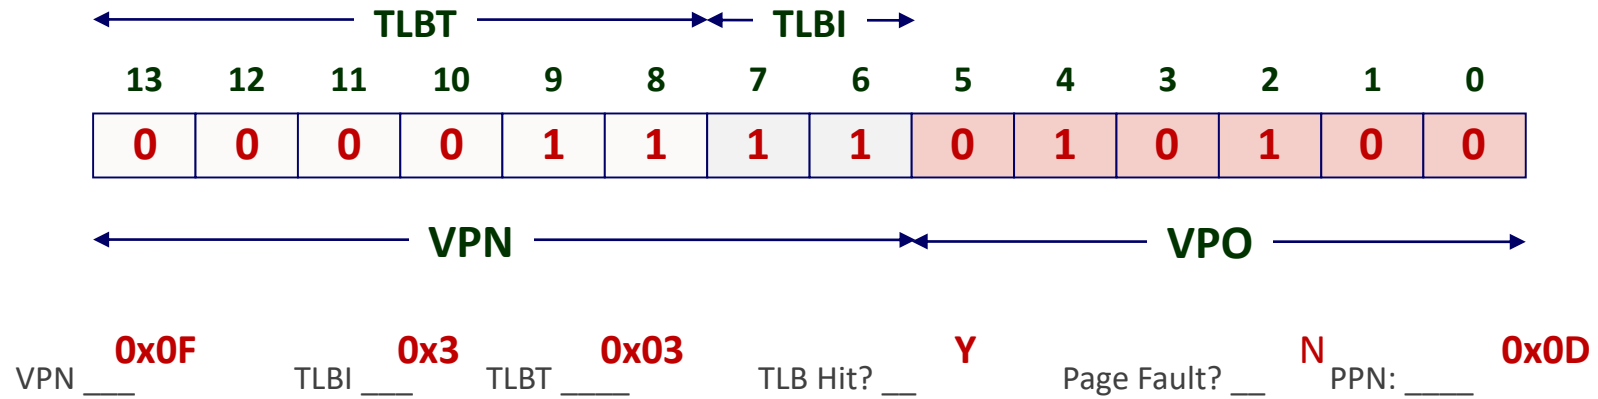 TLBT TLBI
13 12 11 10 9 8 7 6 5 4 3 2 1 0
0 0 0 0 1 1 1 1 0 1 0 1 0 0
VPN VPO
0x0F 0x3 0x03 Y N 0x0D
VPN ___ TLBI ___ TLBT ____ TLB Hit? __ Page Fault? __ PPN: ____